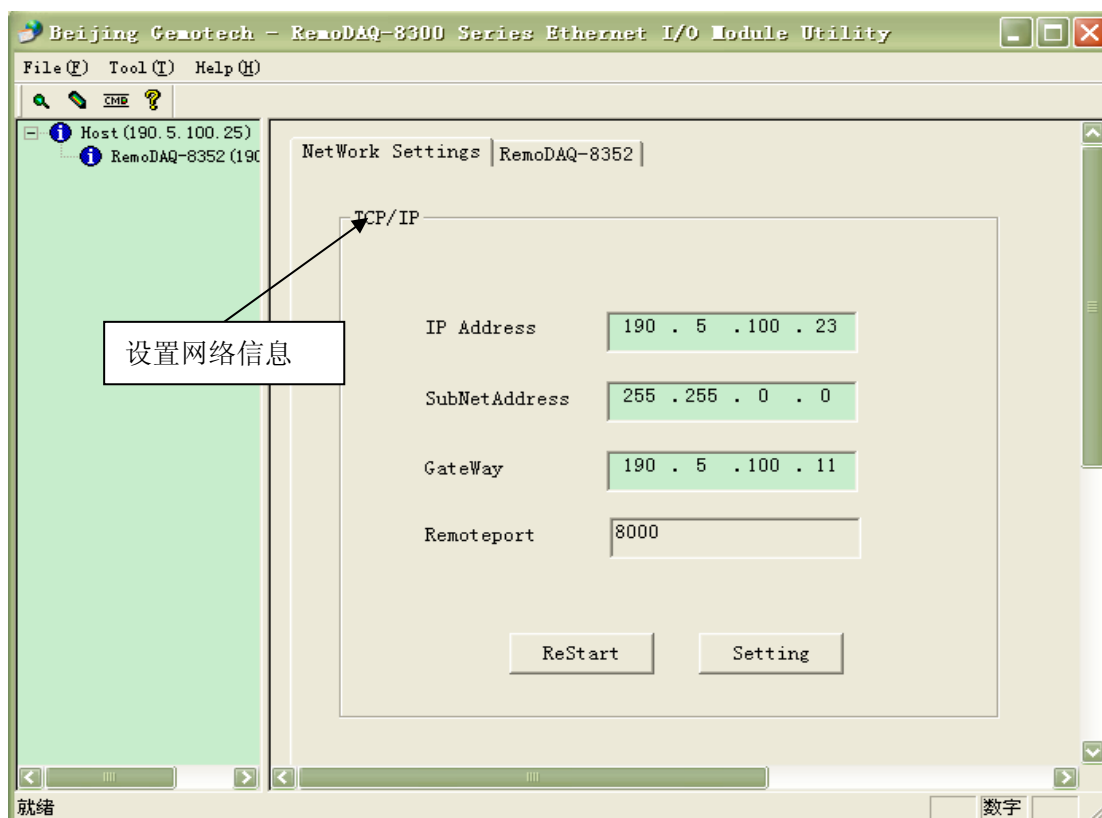 Beijing Gemotech - RemoDAQ-8300 Series Ethernet I/O Module Utility
File(F) Tool(T) Help(H)
CMD
Host(190.5.100.25)
RemoDAQ-8352(190
NetWork Settings RemoDAQ-8352
TCP/IP
设置网络信息
IP Address 190 . 5 .100 . 23
SubNetAddress 255 .255 . 0 . 0
GateWay 190 . 5 .100 . 11
Remoteport 8000
ReStart Setting
就绪 数字